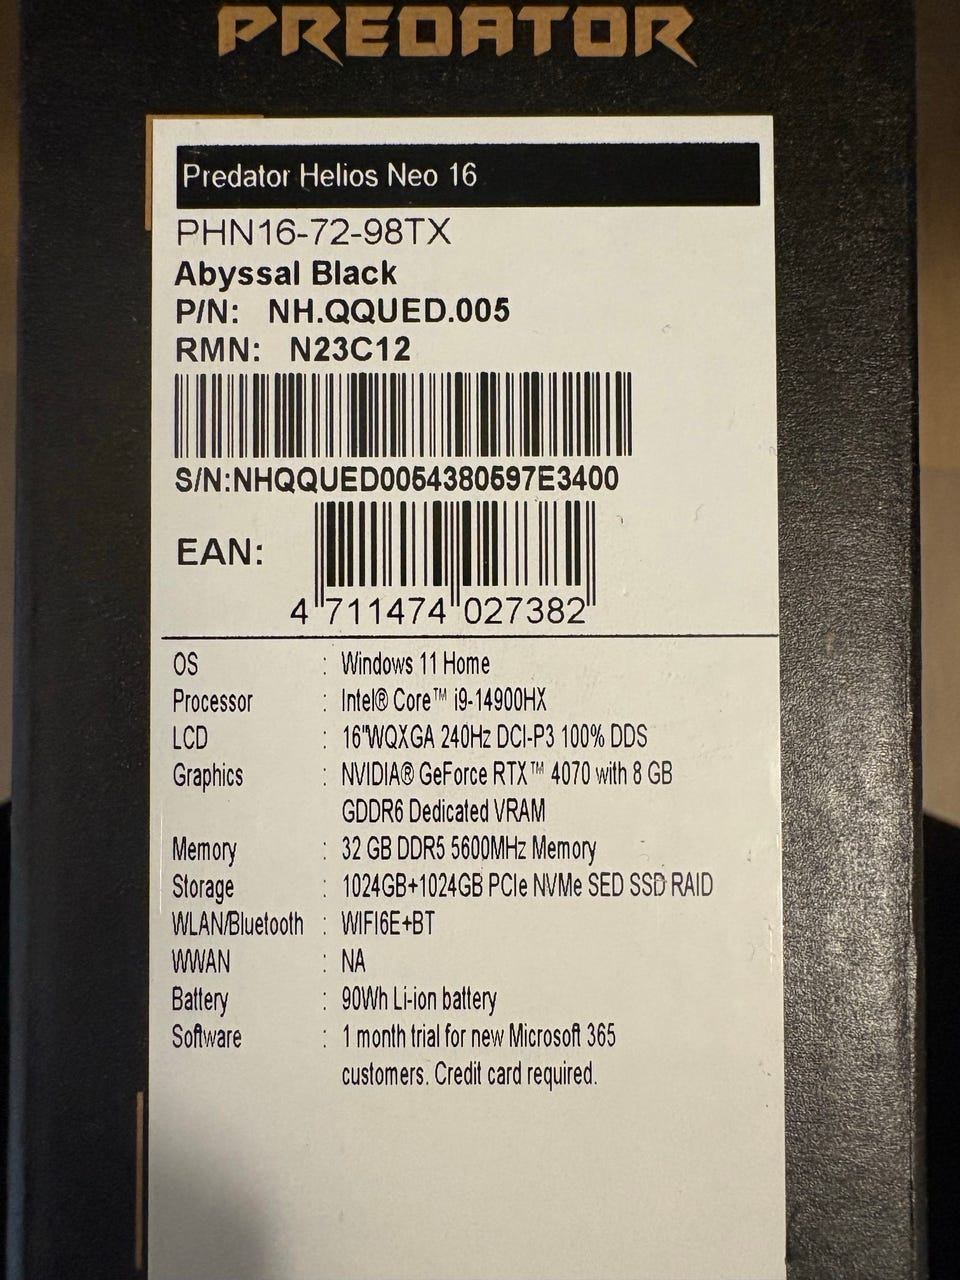 PREDATOR
Predator Helios Neo 16
PHN16-72-98TX
Abyssal Black
P/N: NH.QQUED.005
RMN: N23C12
S/N:NHQQUED0054380597E3400
EAN:
4 711474 027382
OS : Windows 11 Home
Processor : Intel® Core™ i9-14900HX
LCD : 16"WQXGA 240Hz DCI-P3 100% DDS
Graphics : NVIDIA® GeForce RTX™ 4070 with 8 GB
GDDR6 Dedicated VRAM
Memory : 32 GB DDR5 5600MHz Memory
Storage : 1024GB+1024GB PCIe NVMe SED SSD RAID
WLAN/Bluetooth : WIFI6E+BT
WWAN : NA
Battery : 90Wh Li-ion battery
Software : 1 month trial for new Microsoft 365
customers. Credit card required.